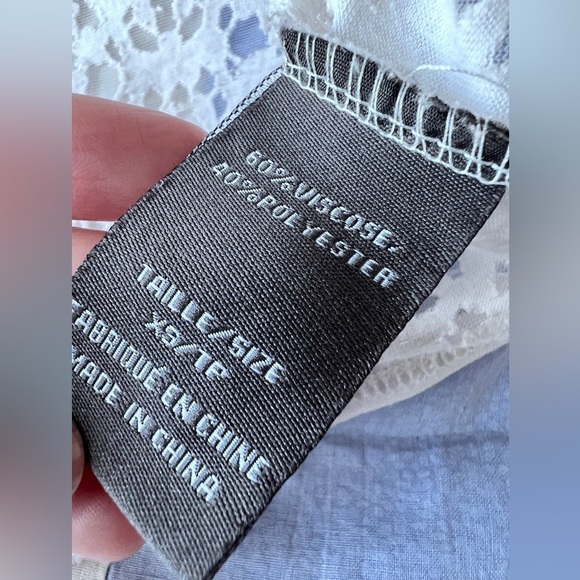 60% VISCOSE/
40% POLYESTER
TAILLE/SIZE
XS/TP
FABRIQUÉ EN CHINE
MADE IN CHINA